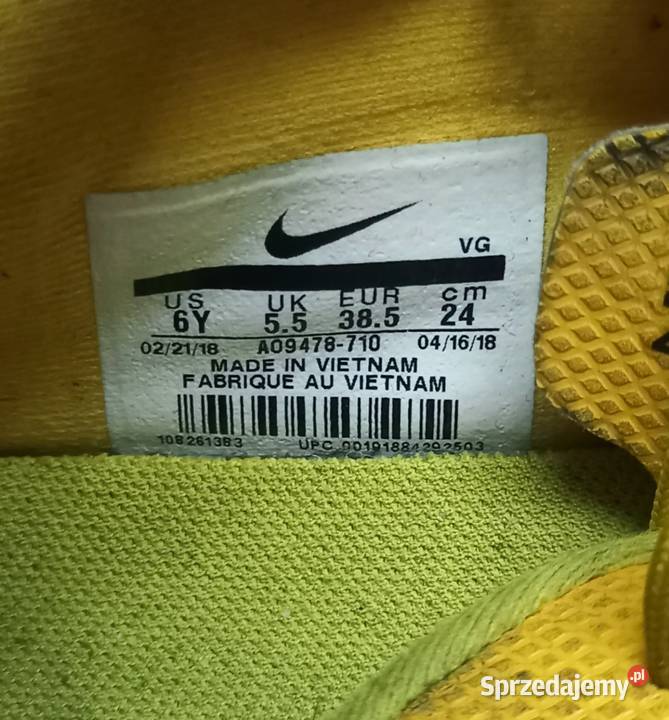 VG
US UK EUR cm
6Y 5.5 38.5 24
02/21/18 AO9478-710 04/16/18
MADE IN VIETNAM
FABRIQUE AU VIETNAM
108261383 UPC 00191884292503
Sprzedajemy.pl